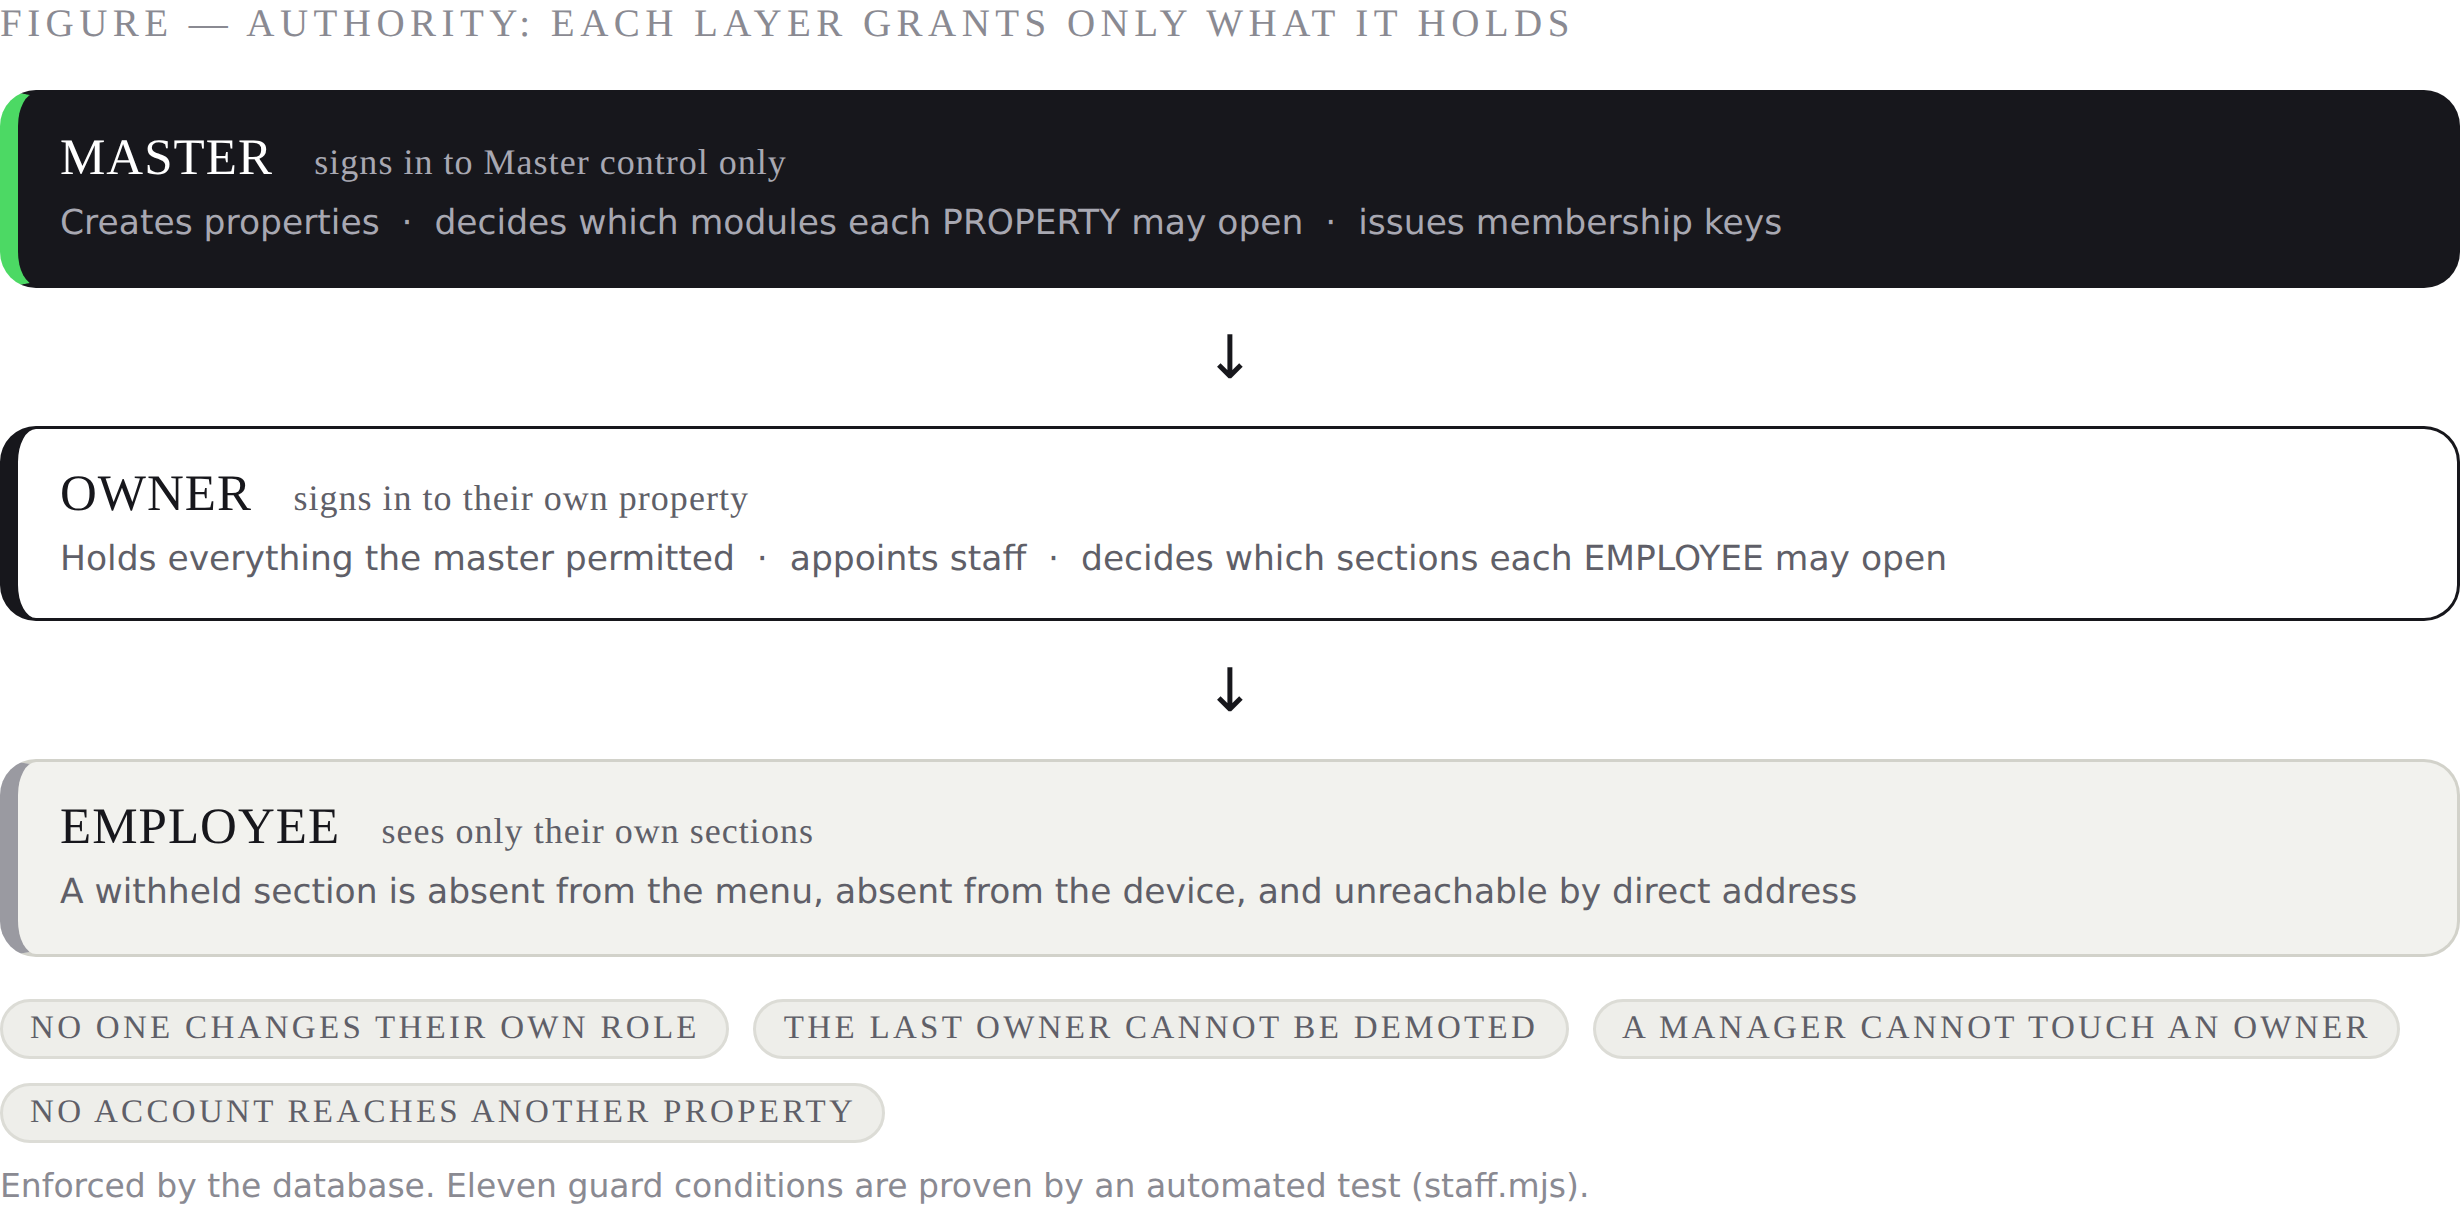 FIGURE — AUTHORITY: EACH LAYER GRANTS ONLY WHAT IT HOLDS
MASTER signs in to Master control only
Creates properties · decides which modules each PROPERTY may open · issues membership keys
↓
OWNER signs in to their own property
Holds everything the master permitted · appoints staff · decides which sections each EMPLOYEE may open
↓
EMPLOYEE sees only their own sections
A withheld section is absent from the menu, absent from the device, and unreachable by direct address
NO ONE CHANGES THEIR OWN ROLE
THE LAST OWNER CANNOT BE DEMOTED
A MANAGER CANNOT TOUCH AN OWNER
NO ACCOUNT REACHES ANOTHER PROPERTY
Enforced by the database. Eleven guard conditions are proven by an automated test (staff.mjs).